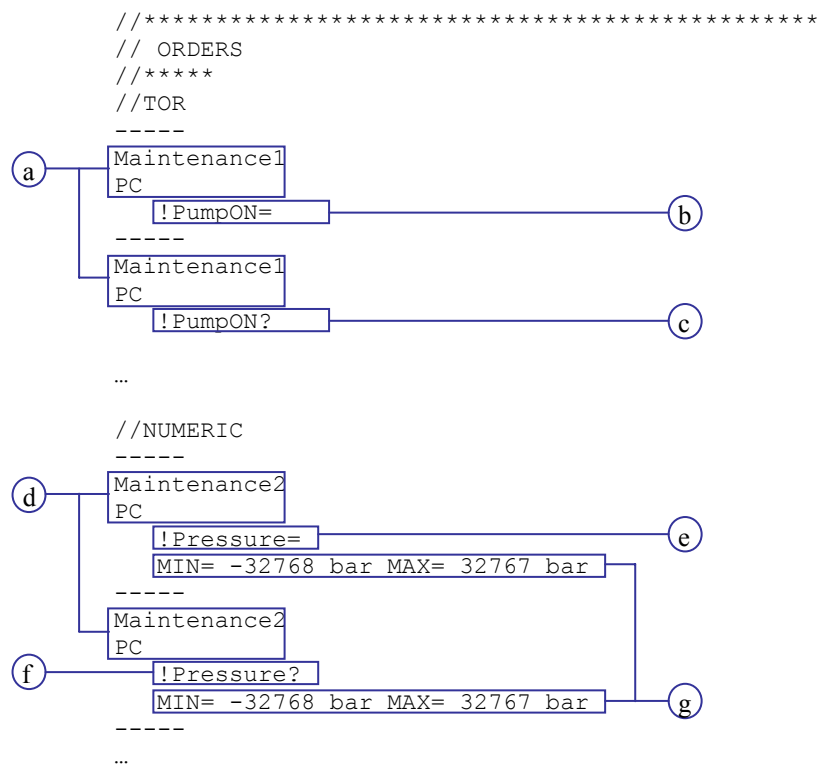 //***********************************************
// ORDERS
//*****
//TOR
-----
a
Maintenance1
PC
!PumpON=
b
-----
Maintenance1
PC
!PumpON?
c
…
//NUMERIC
-----
d
Maintenance2
PC
!Pressure=
e
MIN= -32768 bar MAX= 32767 bar
-----
Maintenance2
PC
f
!Pressure?
MIN= -32768 bar MAX= 32767 bar
g
-----
…